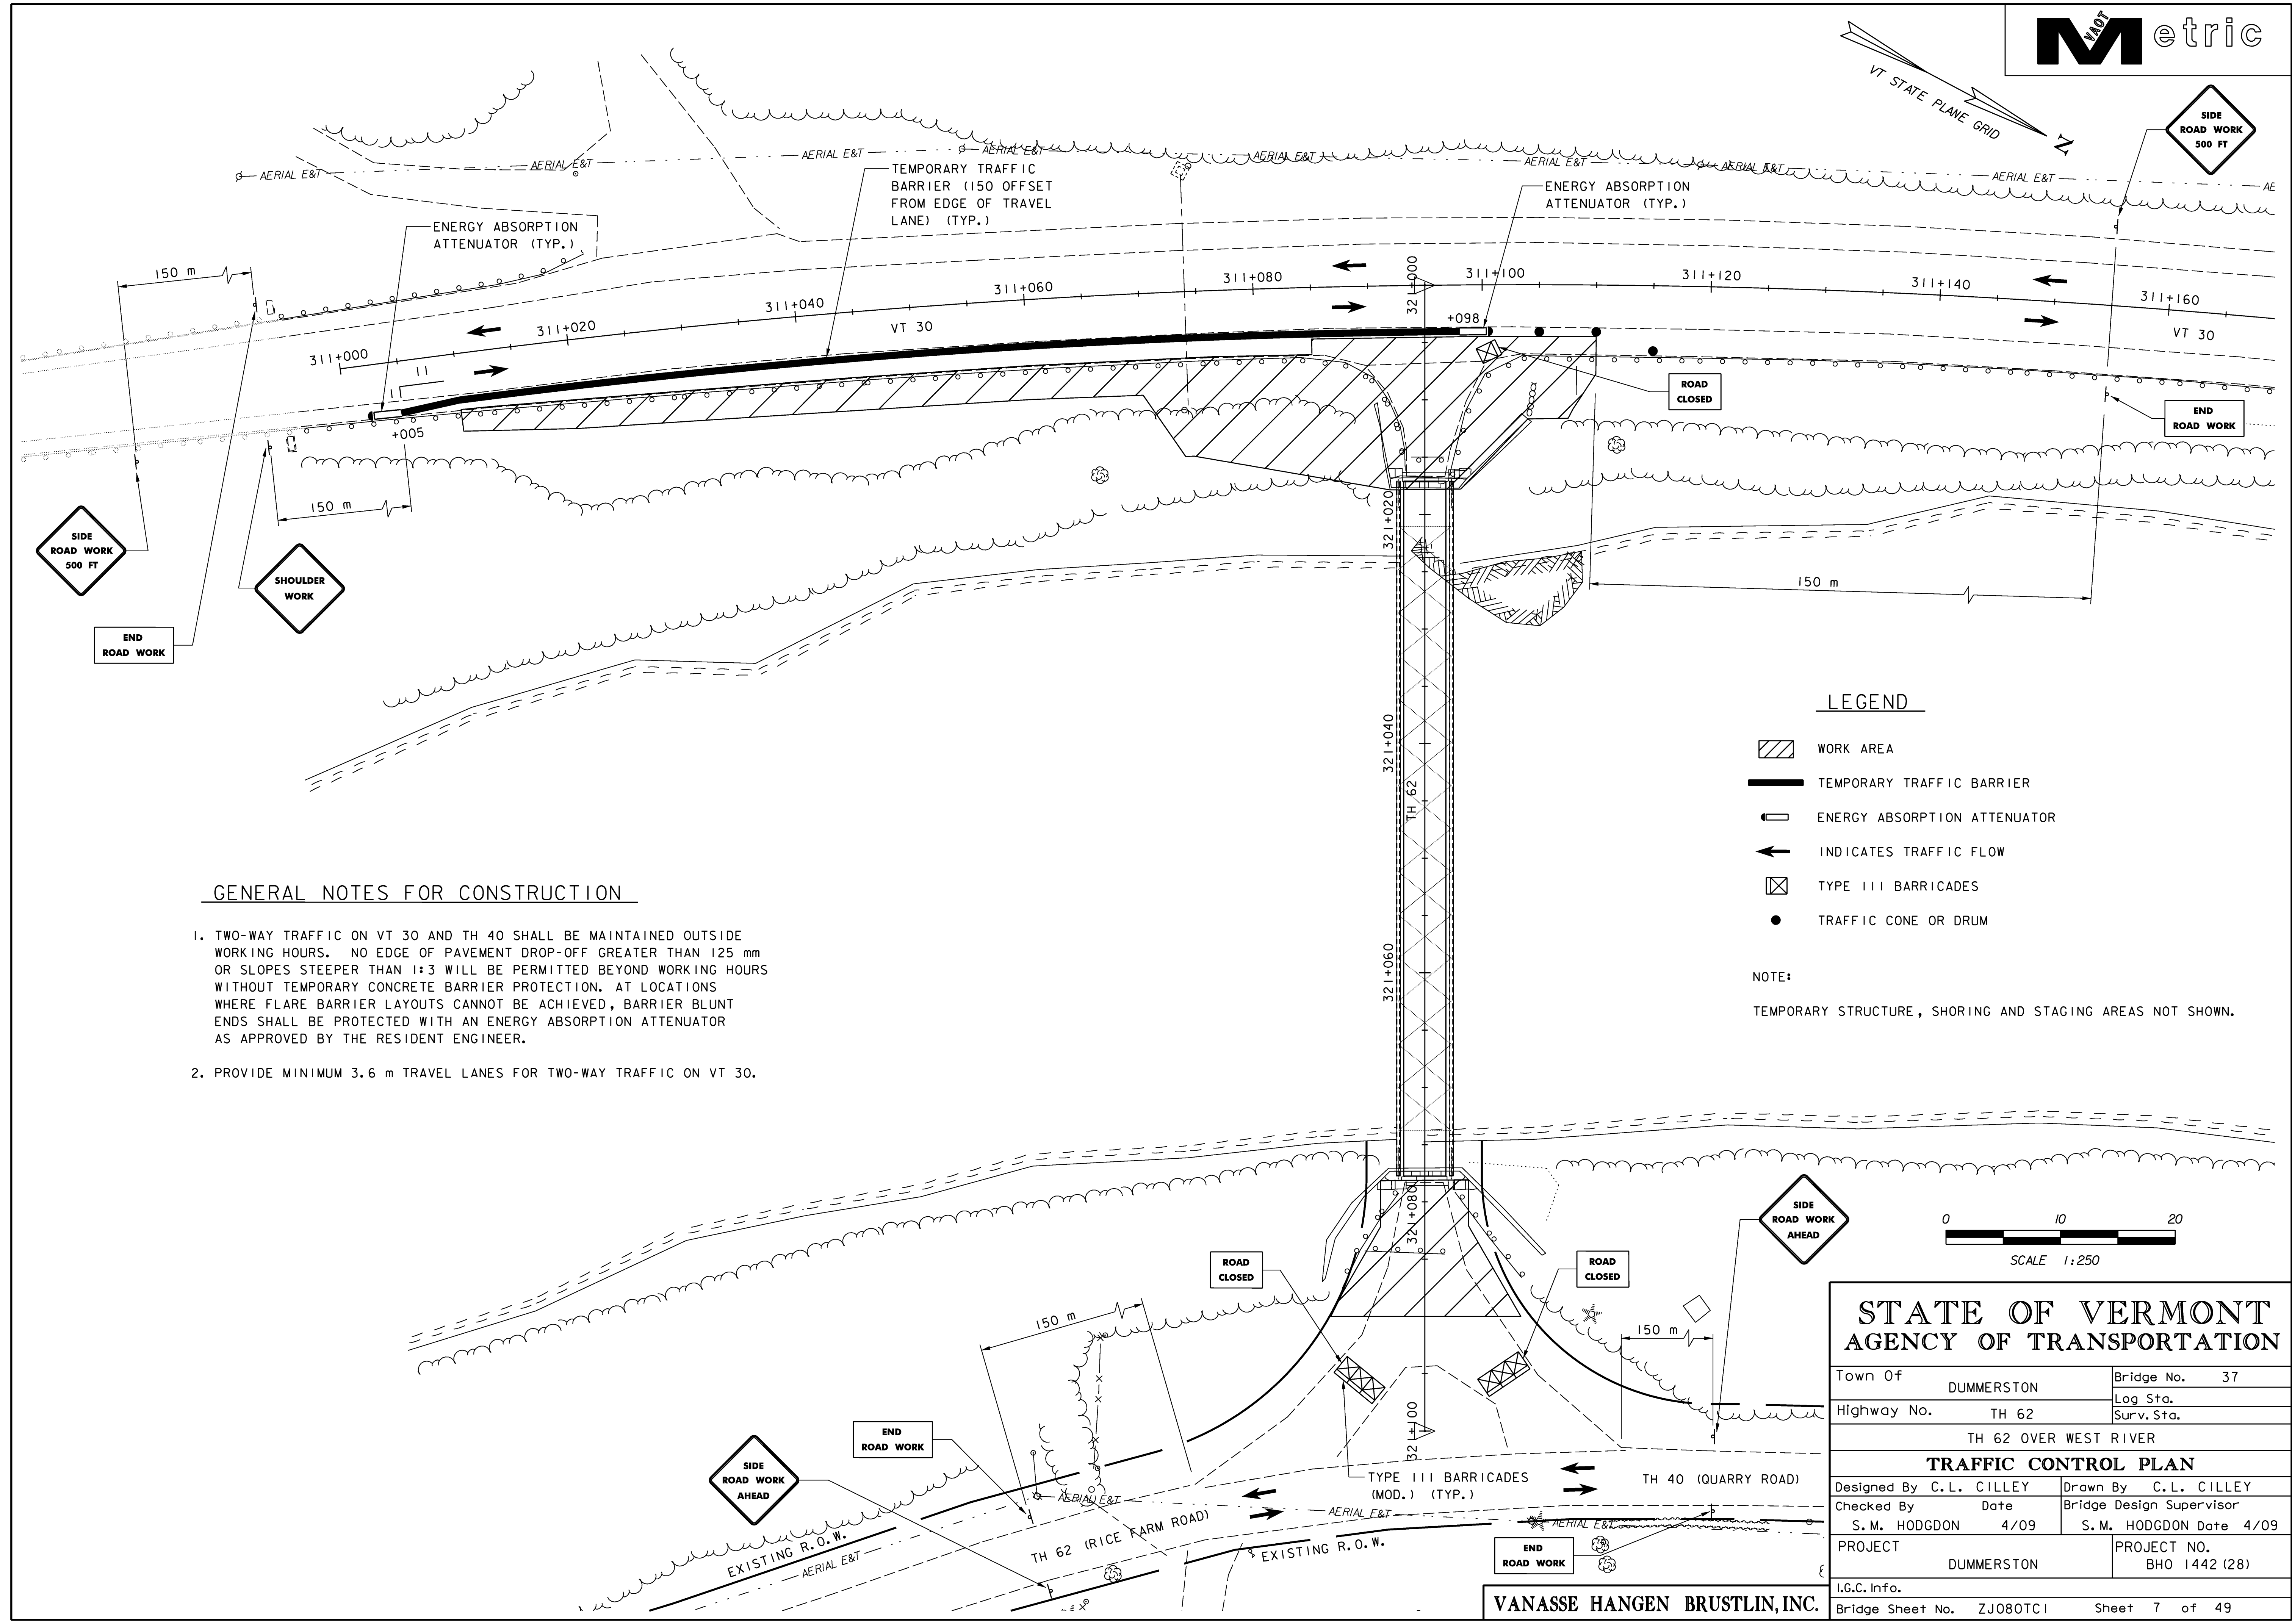 VAOT Metric
VT STATE PLANE GRID
N
SIDE
ROAD WORK
500 FT
AERIAL E&T
AERIAL E&T
AERIAL E&T
AERIAL E&T
AERIAL E&T
AERIAL E&T
AERIAL E&T
AERIAL E&T
AE
TEMPORARY TRAFFIC
BARRIER (150 OFFSET
FROM EDGE OF TRAVEL
LANE) (TYP.)
ENERGY ABSORPTION
ATTENUATOR (TYP.)
ENERGY ABSORPTION
ATTENUATOR (TYP.)
150 m
311+000
311+020
311+040
311+060
311+080
321+000
311+100
311+120
311+140
311+160
VT 30
VT 30
+098
+005
I
II
ROAD
CLOSED
END
ROAD WORK
150 m
150 m
SIDE
ROAD WORK
500 FT
SHOULDER
WORK
END
ROAD WORK
321+020
321+040
TH 62
321+060
321+080
321+100
LEGEND
WORK AREA
TEMPORARY TRAFFIC BARRIER
ENERGY ABSORPTION ATTENUATOR
INDICATES TRAFFIC FLOW
TYPE III BARRICADES
TRAFFIC CONE OR DRUM
NOTE:
TEMPORARY STRUCTURE, SHORING AND STAGING AREAS NOT SHOWN.
GENERAL NOTES FOR CONSTRUCTION
1. TWO-WAY TRAFFIC ON VT 30 AND TH 40 SHALL BE MAINTAINED OUTSIDE
WORKING HOURS. NO EDGE OF PAVEMENT DROP-OFF GREATER THAN 125 mm
OR SLOPES STEEPER THAN 1:3 WILL BE PERMITTED BEYOND WORKING HOURS
WITHOUT TEMPORARY CONCRETE BARRIER PROTECTION. AT LOCATIONS
WHERE FLARE BARRIER LAYOUTS CANNOT BE ACHIEVED, BARRIER BLUNT
ENDS SHALL BE PROTECTED WITH AN ENERGY ABSORPTION ATTENUATOR
AS APPROVED BY THE RESIDENT ENGINEER.
2. PROVIDE MINIMUM 3.6 m TRAVEL LANES FOR TWO-WAY TRAFFIC ON VT 30.
SIDE
ROAD WORK
AHEAD
0 10 20
SCALE 1:250
ROAD
CLOSED
ROAD
CLOSED
150 m
150 m
END
ROAD WORK
SIDE
ROAD WORK
AHEAD
TYPE III BARRICADES
(MOD.) (TYP.)
TH 40 (QUARRY ROAD)
AERIAL E&T
AERIAL E&T
AERIAL E&T
AERIAL E&T
TH 62 (RICE FARM ROAD)
EXISTING R.O.W.
EXISTING R.O.W.
END
ROAD WORK
VANASSE HANGEN BRUSTLIN, INC.
STATE OF VERMONT
AGENCY OF TRANSPORTATION
Town Of DUMMERSTON
Bridge No. 37
Log Sta.
Highway No. TH 62
Surv. Sta.
TH 62 OVER WEST RIVER
TRAFFIC CONTROL PLAN
Designed By C.L. CILLEY Drawn By C.L. CILLEY
Checked By Date Bridge Design Supervisor
S.M. HODGDON 4/09 S.M. HODGDON Date 4/09
PROJECT PROJECT NO.
DUMMERSTON BHO 1442 (28)
I.G.C. Info.
Bridge Sheet No. ZJ080TC1 Sheet 7 of 49